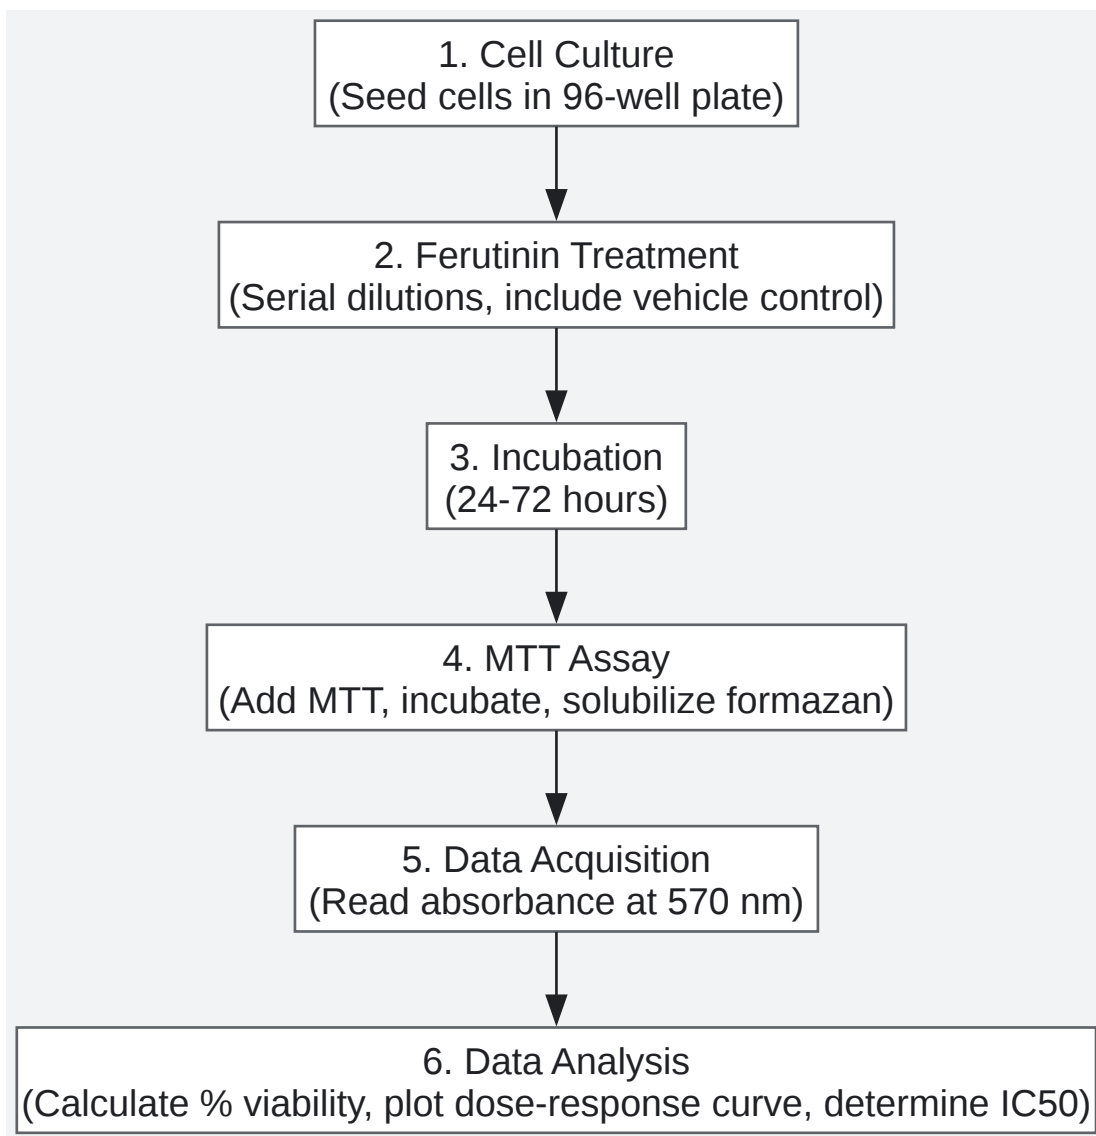 1. Cell Culture
(Seed cells in 96-well plate)
2. Ferutinin Treatment
(Serial dilutions, include vehicle control)
3. Incubation
(24-72 hours)
4. MTT Assay
(Add MTT, incubate, solubilize formazan)
5. Data Acquisition
(Read absorbance at 570 nm)
6. Data Analysis
(Calculate % viability, plot dose-response curve, determine IC50)